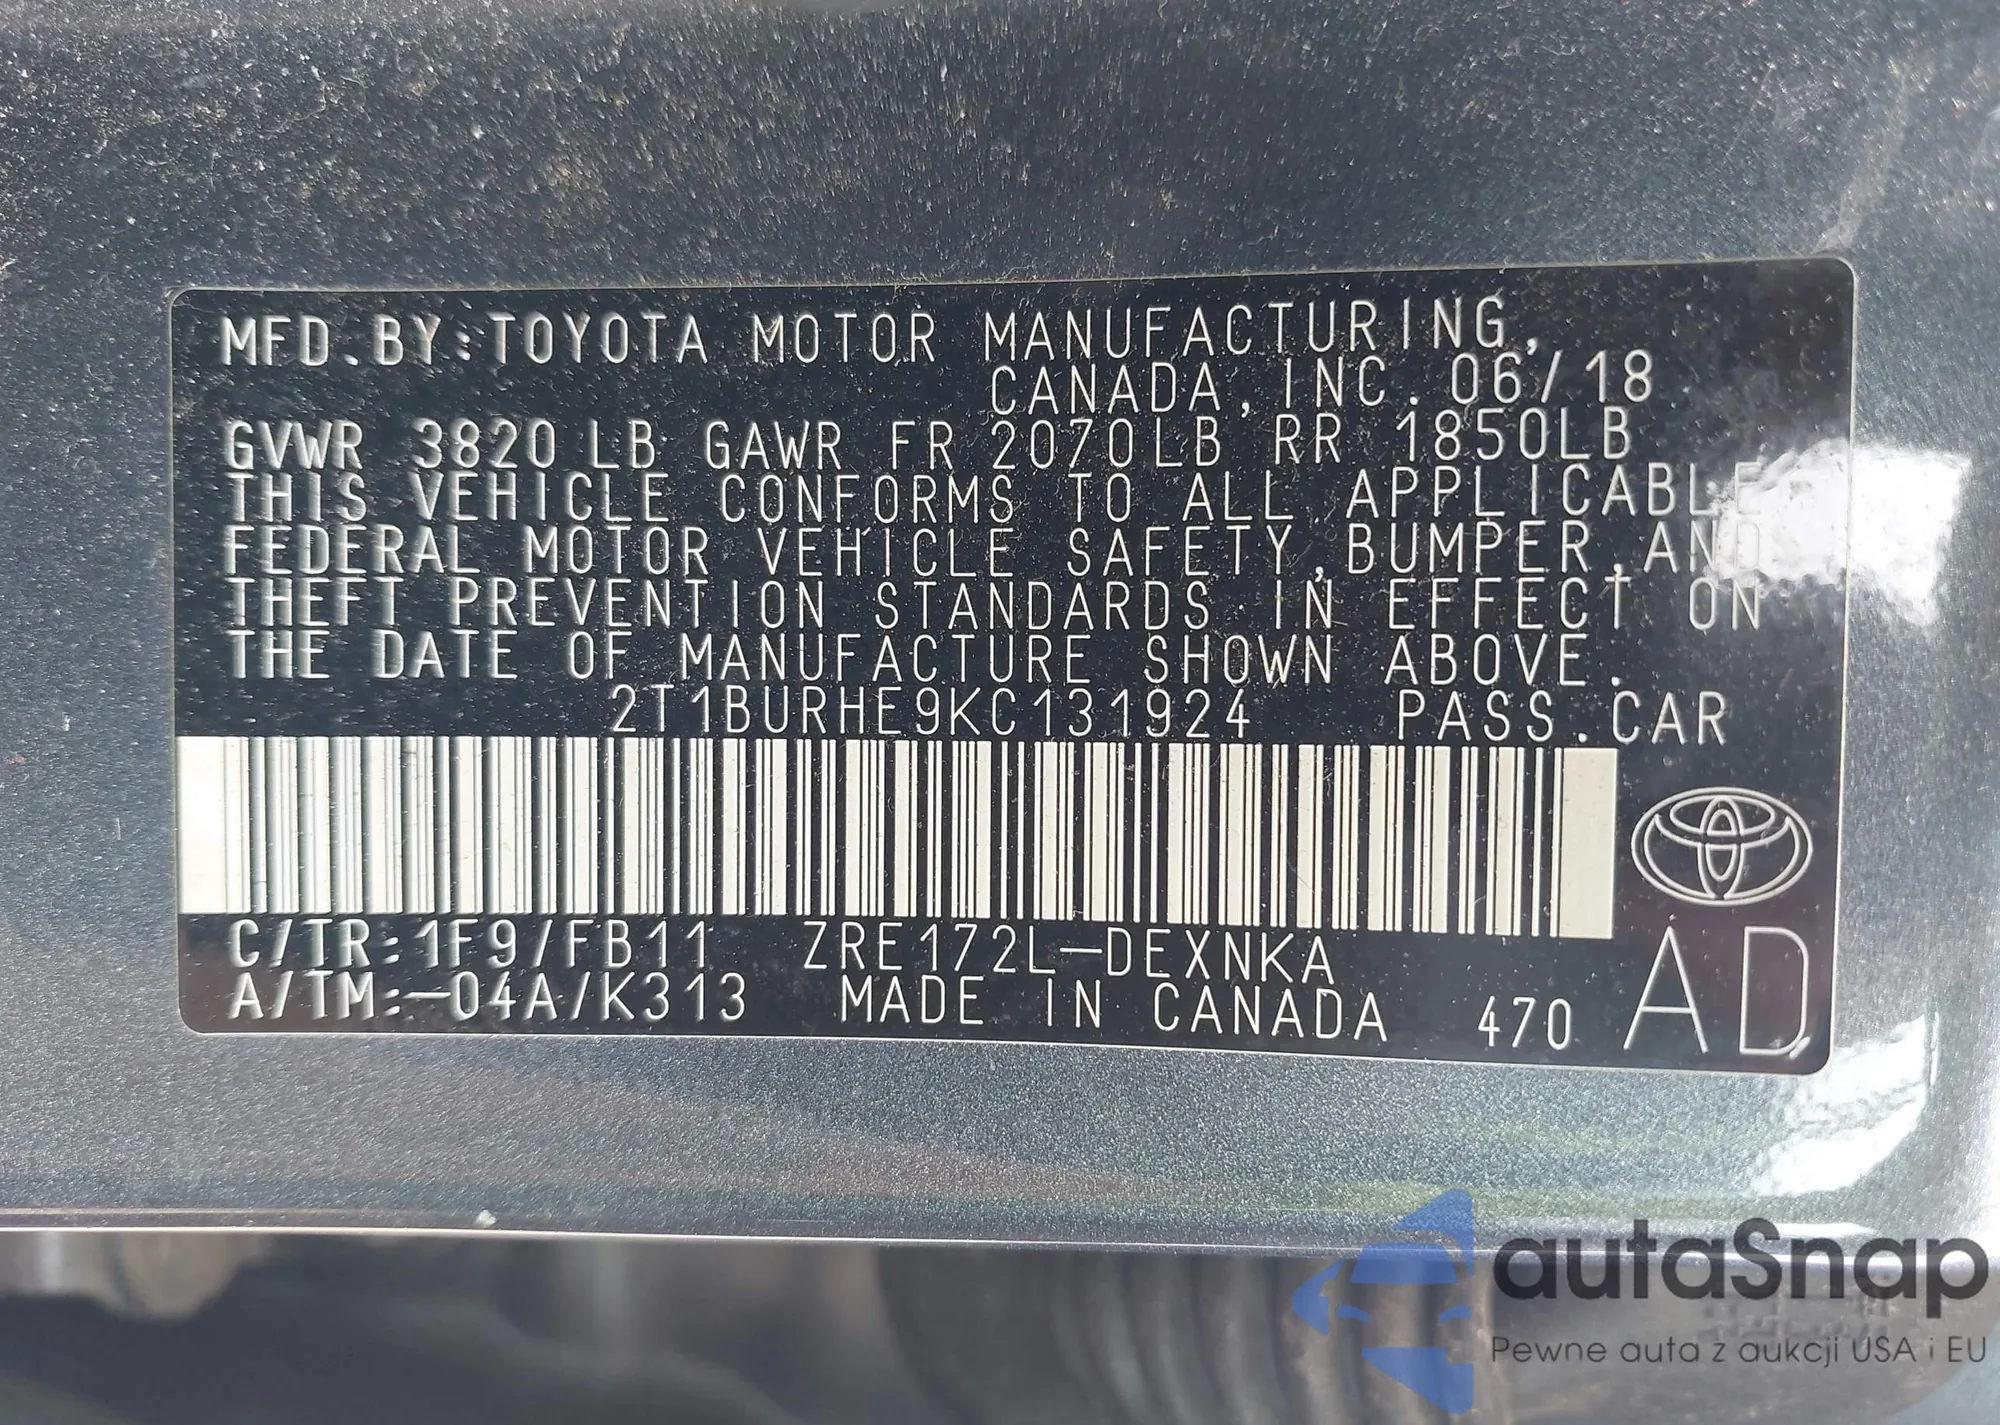 MFD.BY:TOYOTA MOTOR MANUFACTURING,
CANADA,INC. 06/18
GVWR 3820LB GAWR FR 2070LB RR 1850LB
THIS VEHICLE CONFORMS TO ALL APPLICABLE
FEDERAL MOTOR VEHICLE SAFETY,BUMPER,AND
THEFT PREVENTION STANDARDS IN EFFECT ON
THE DATE OF MANUFACTURE SHOWN ABOVE.
2T1BURHE9KC131924 PASS.CAR
C/TR:1F9/FB11 ZRE172L-DEXNKA
A/TM:-04A/K313 MADE IN CANADA 470 AD
autaSnap
Pewne auta z aukcji USA i EU